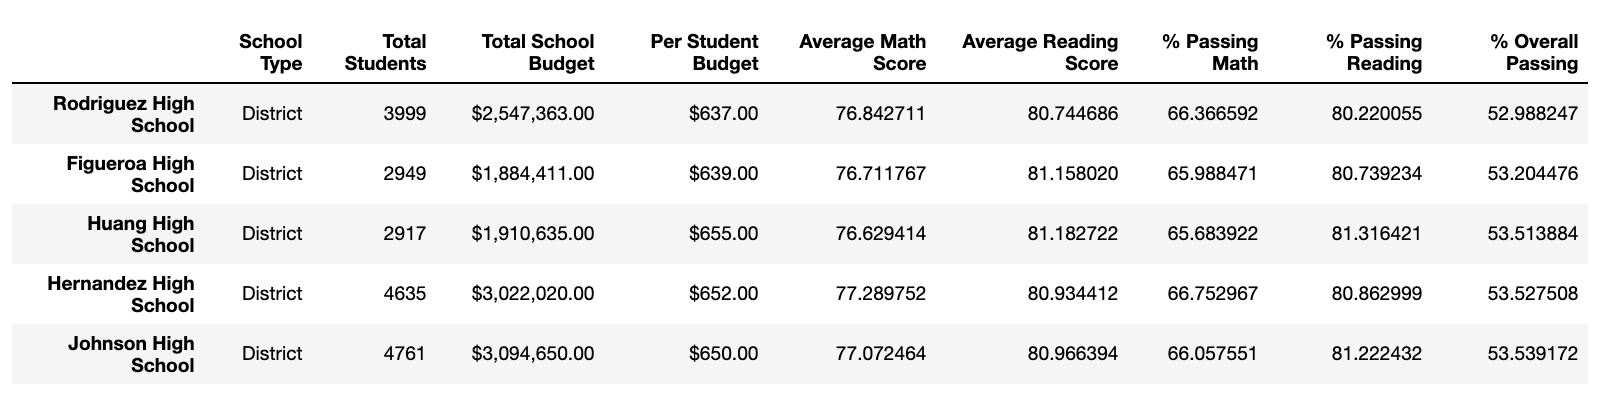 School Type Total Students Total School Budget Per Student Budget Average Math Score Average Reading Score % Passing Math % Passing Reading % Overall Passing
Rodriguez High School District 3999 $2,547,363.00 $637.00 76.842711 80.744686 66.366592 80.220055 52.988247
Figueroa High School District 2949 $1,884,411.00 $639.00 76.711767 81.158020 65.988471 80.739234 53.204476
Huang High School District 2917 $1,910,635.00 $655.00 76.629414 81.182722 65.683922 81.316421 53.513884
Hernandez High School District 4635 $3,022,020.00 $652.00 77.289752 80.934412 66.752967 80.862999 53.527508
Johnson High School District 4761 $3,094,650.00 $650.00 77.072464 80.966394 66.057551 81.222432 53.539172